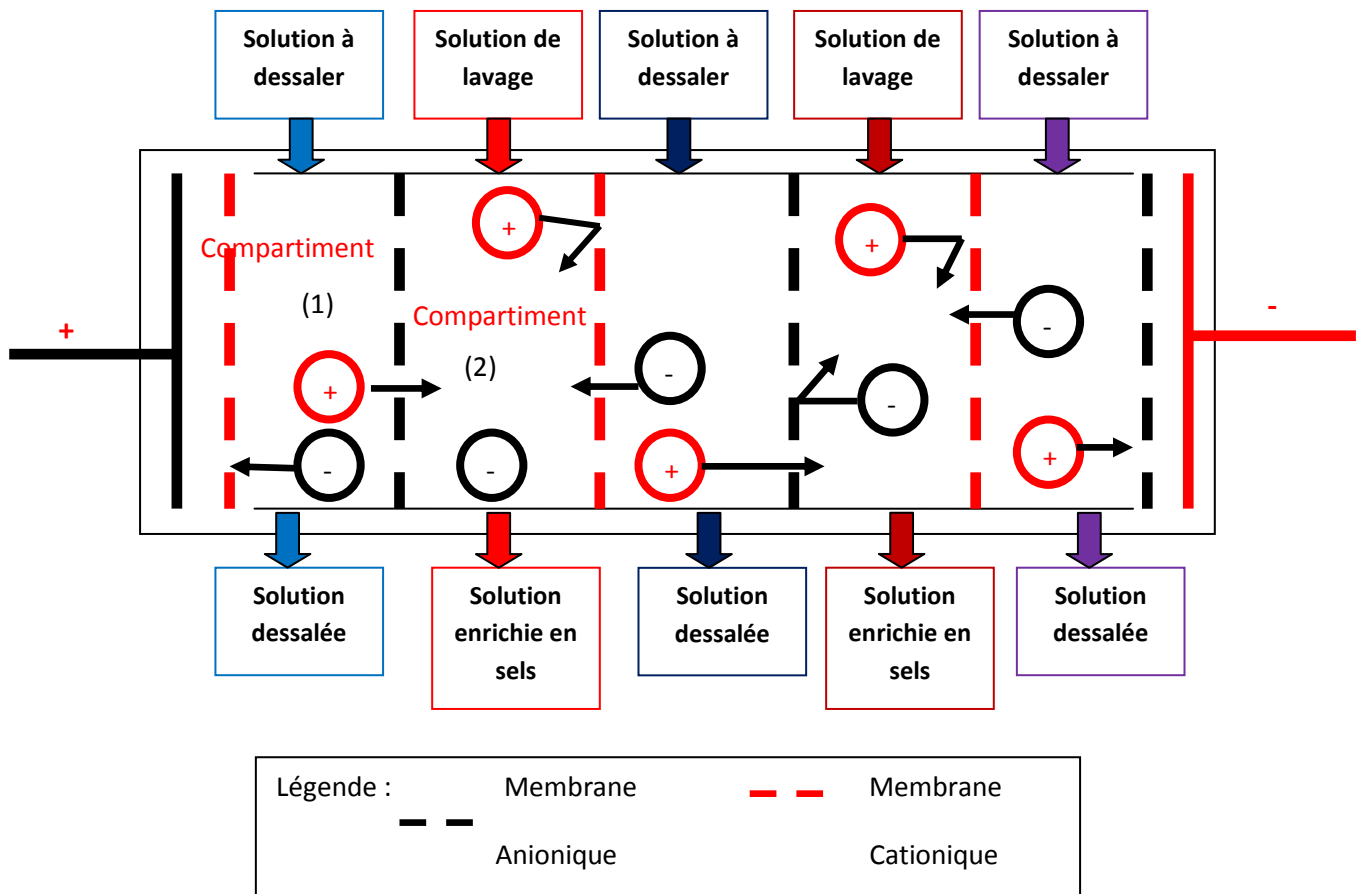 Solution à
dessaler
Solution de
lavage
Solution à
dessaler
Solution de
lavage
Solution à
dessaler
+
-
Compartiment
(1)
Compartiment
(2)
+
-
+
-
-
+
+
-
-
+
Solution
dessalée
Solution
enrichie en
sels
Solution
dessalée
Solution
enrichie en
sels
Solution
dessalée
Légende :
Membrane
Anionique
Membrane
Cationique